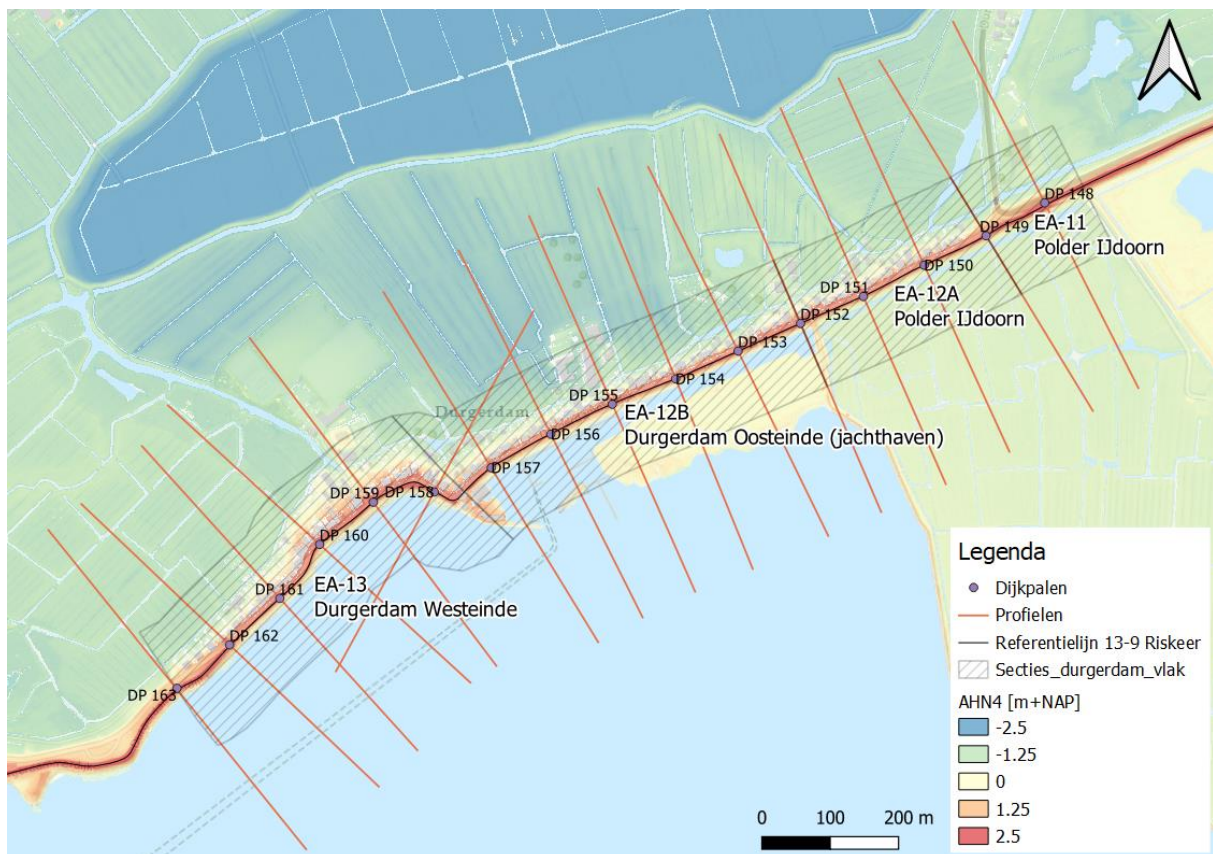 DP 148
EA-11
Polder IJdoorn
DP 149
DP 150
DP 151
EA-12A
Polder IJdoorn
DP 152
DP 153
DP 154
DP 155
EA-12B
Durgerdam Oosteinde (jachthaven)
Durgerdam
DP 156
DP 157
DP 158
DP 159
DP 160
DP 161
EA-13
Durgerdam Westeinde
DP 162
DP 163
Legenda
Dijkpalen
Profielen
Referentielijn 13-9 Riskeer
Secties_durgerdam_vlak
AHN4 [m+NAP]
-2.5
-1.25
0
1.25
2.5
0 100 200 m